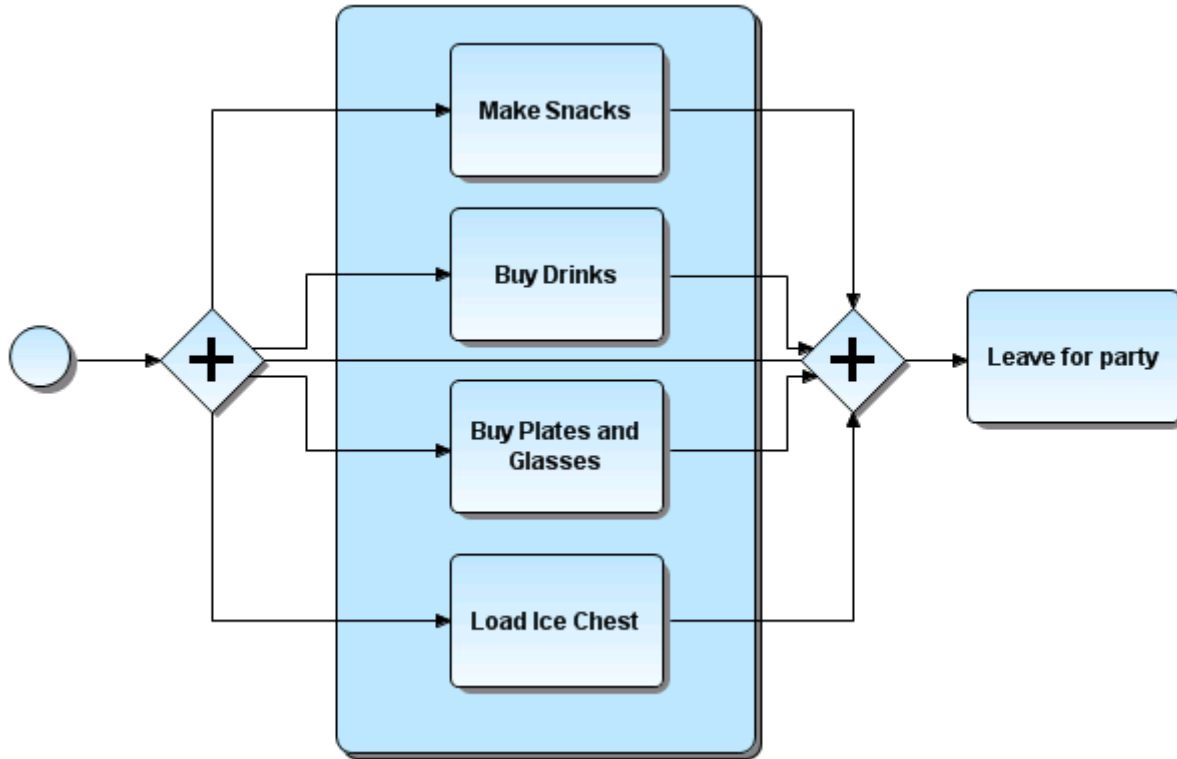 Make Snacks
Buy Drinks
Leave for party
Buy Plates and
Glasses
Load Ice Chest